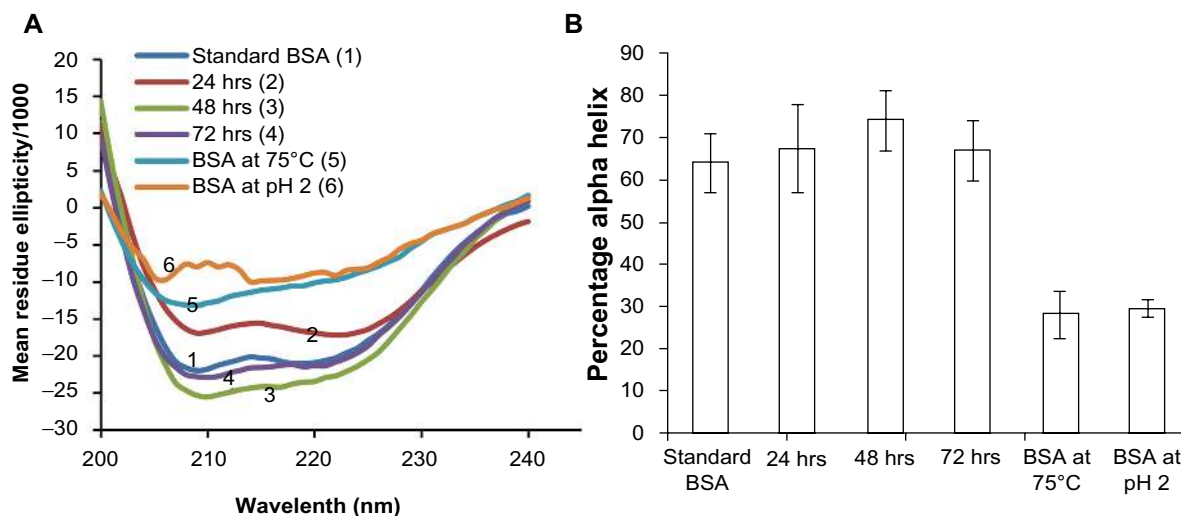 A
Mean residue ellipticity/1000
20
15
10
5
0
−5
−10
−15
−20
−25
−30
Standard BSA (1)
24 hrs (2)
48 hrs (3)
72 hrs (4)
BSA at 75°C (5)
BSA at pH 2 (6)
6
5
2
1
4
3
200
210
220
230
240
Wavelenth (nm)
B
Percentage alpha helix
90
80
70
60
50
40
30
20
10
0
Standard
BSA
24 hrs
48 hrs
72 hrs
BSA at
75°C
BSA at
pH 2